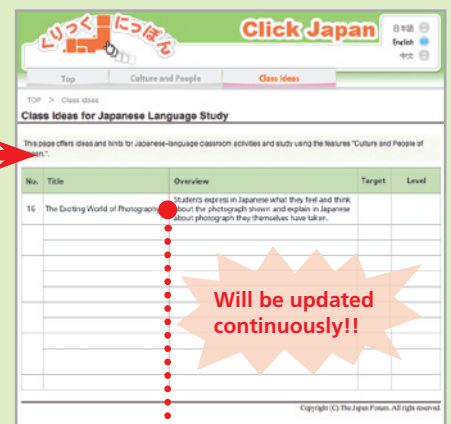 くりっく にっぽん
Click Japan
日本語
English
中文
Top Culture and People Class Ideas
TOP > Class Ideas
Class Ideas for Japanese Language Study
This page offers ideas and hints for Japanese-language classroom activities and study using the features "Culture and People of
No. Title Overview Target Level
16 The Exciting World of Photography Students express in Japanese what they feel and think
about the photograph shown and explain in Japanese
about photograph they themselves have taken.
Will be updated
continuously!!
Copyright (C) The Japan Forum. All right reserved.